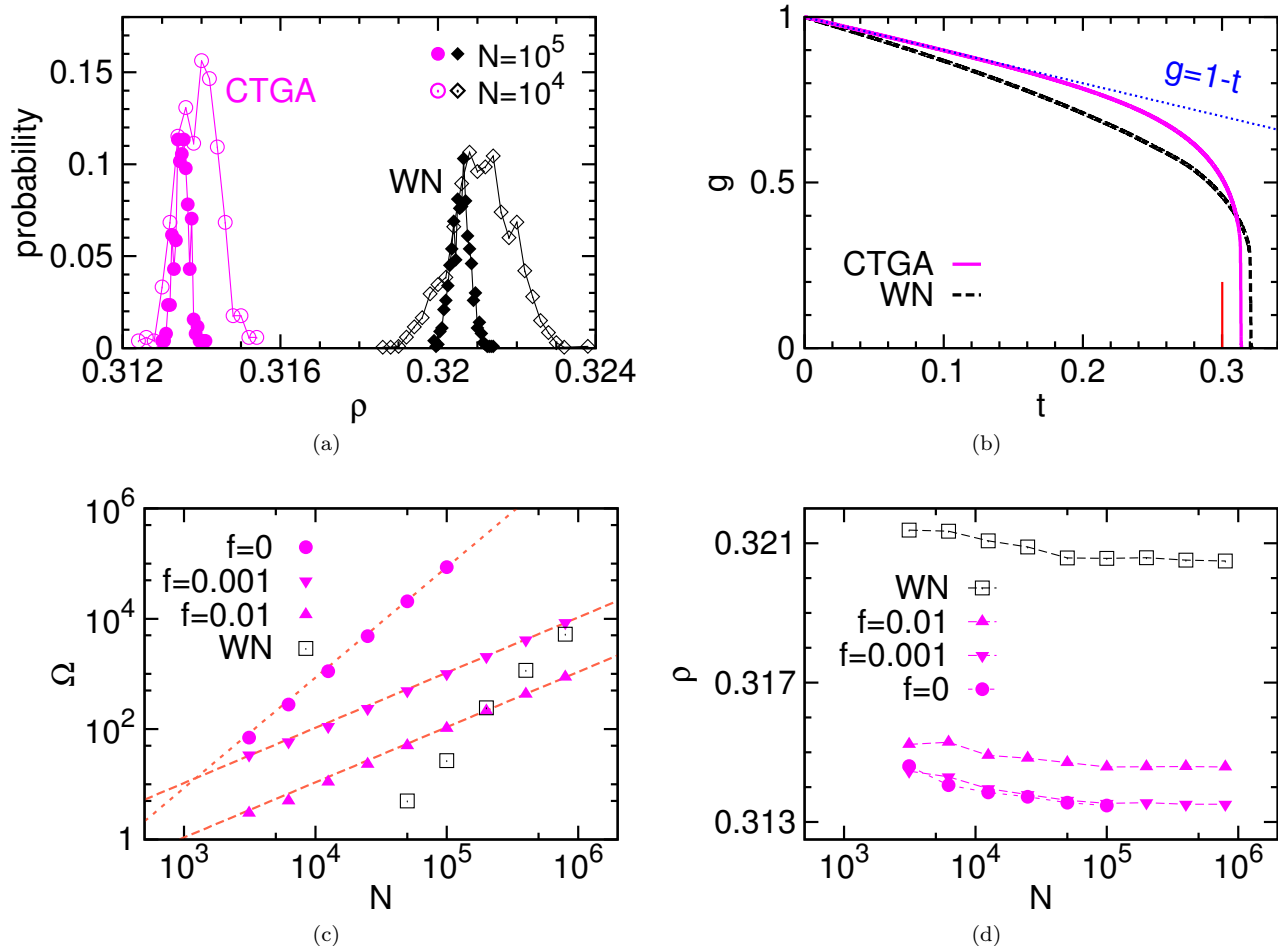 0.15
0.1
0.05
0
probability
CTGA
WN
N=10^5
N=10^4
0.312
0.316
0.32
0.324
ρ
(a)
1
0.5
0
g
g=1-t
CTGA
WN
0
0.1
0.2
0.3
t
(b)
10^6
10^4
10^2
1
Ω
f=0
f=0.001
f=0.01
WN
10^3
10^4
10^5
10^6
N
(c)
0.321
0.317
0.313
ρ
WN
f=0.01
f=0.001
f=0
10^3
10^4
10^5
10^6
N
(d)